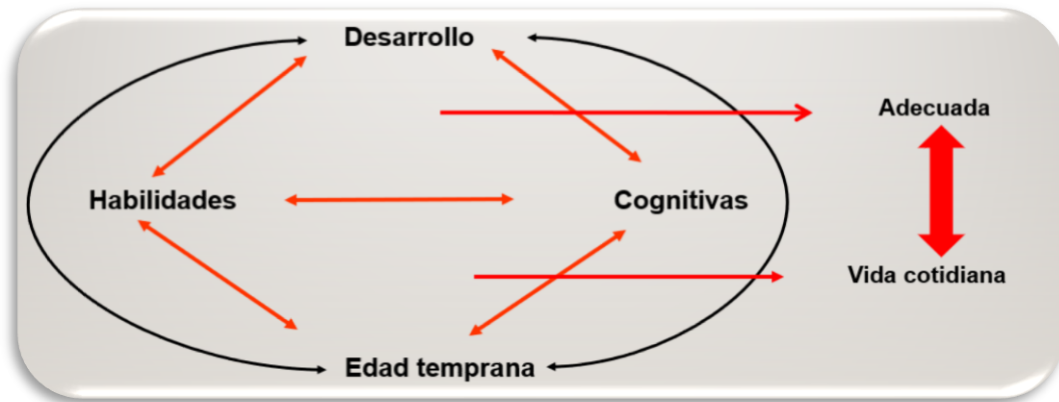 Desarrollo
Adecuada
Habilidades
Cognitivas
Vida cotidiana
Edad temprana